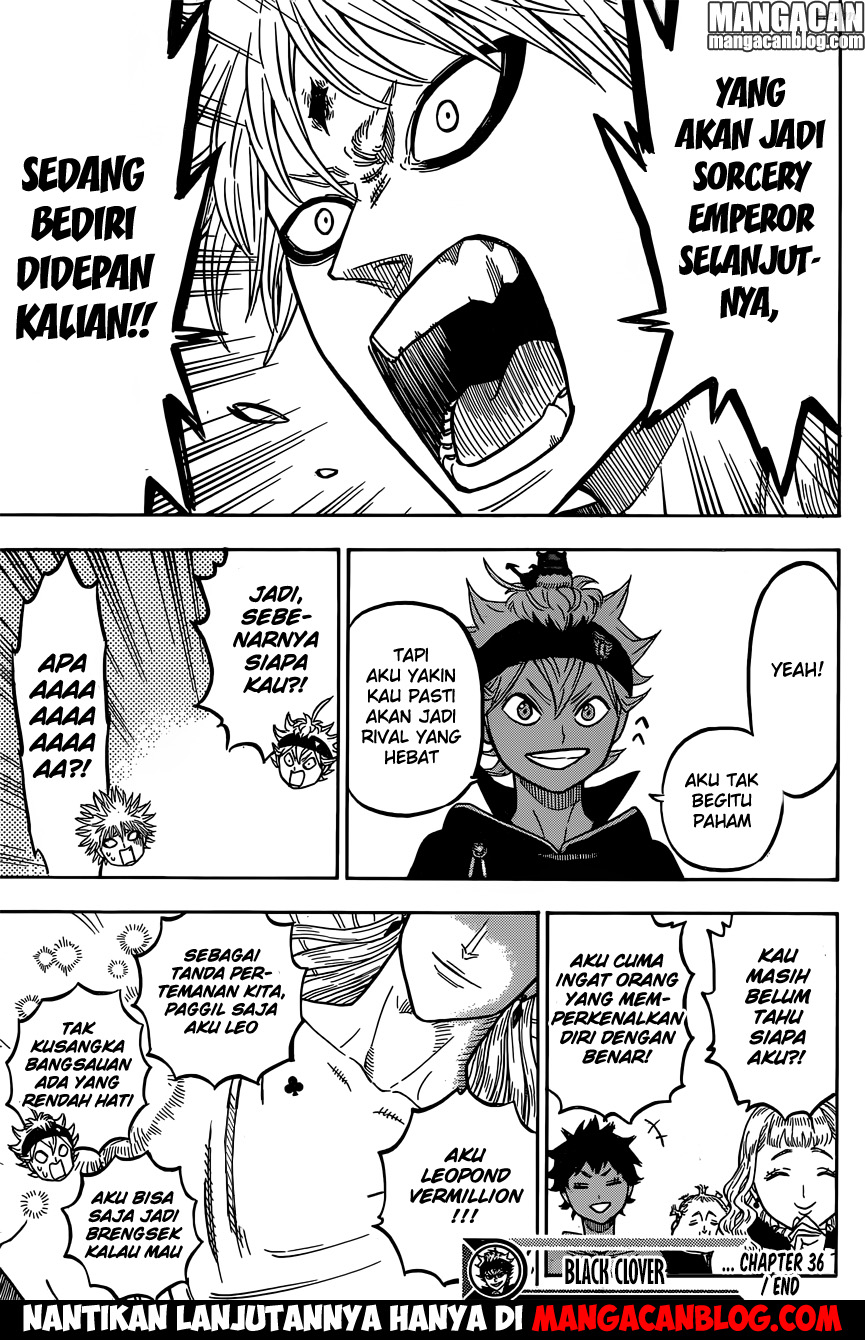 MANGACAN
mangacanblog.com
YANG
AKAN JADI
SORCERY
EMPEROR
SELANJUT-
NYA,
SEDANG
BEDIRI
DIDEPAN
KALIAN!!
YEAH!
AKU TAK
BEGITU
PAHAM
TAPI
AKU YAKIN
KAU PASTI
AKAN JADI
RIVAL YANG
HEBAT
JADI,
SEBE-
NARNYA
SIAPA
KAU?!
APA
AAAA
AAAA
AAAA
AA?!
KAU
MASIH
BELUM
TAHU
SIAPA
AKU?!
AKU CUMA
INGAT ORANG
YANG MEM-
PERKENALKAN
DIRI DENGAN
BENAR!
SEBAGAI
TANDA PER-
TEMANAN KITA,
PAGGIL SAJA
AKU LEO
TAK
KUSANGKA
BANGSAUAN
ADA YANG
RENDAH HATI
AKU
LEOPOND
VERMILLION
!!!
AKU BISA
SAJA JADI
BRENGSEK
KALAU MAU
BLACK CLOVER
... CHAPTER 36
/ END
NANTIKAN LANJUTANNYA HANYA DI MANGACANBLOG.COM